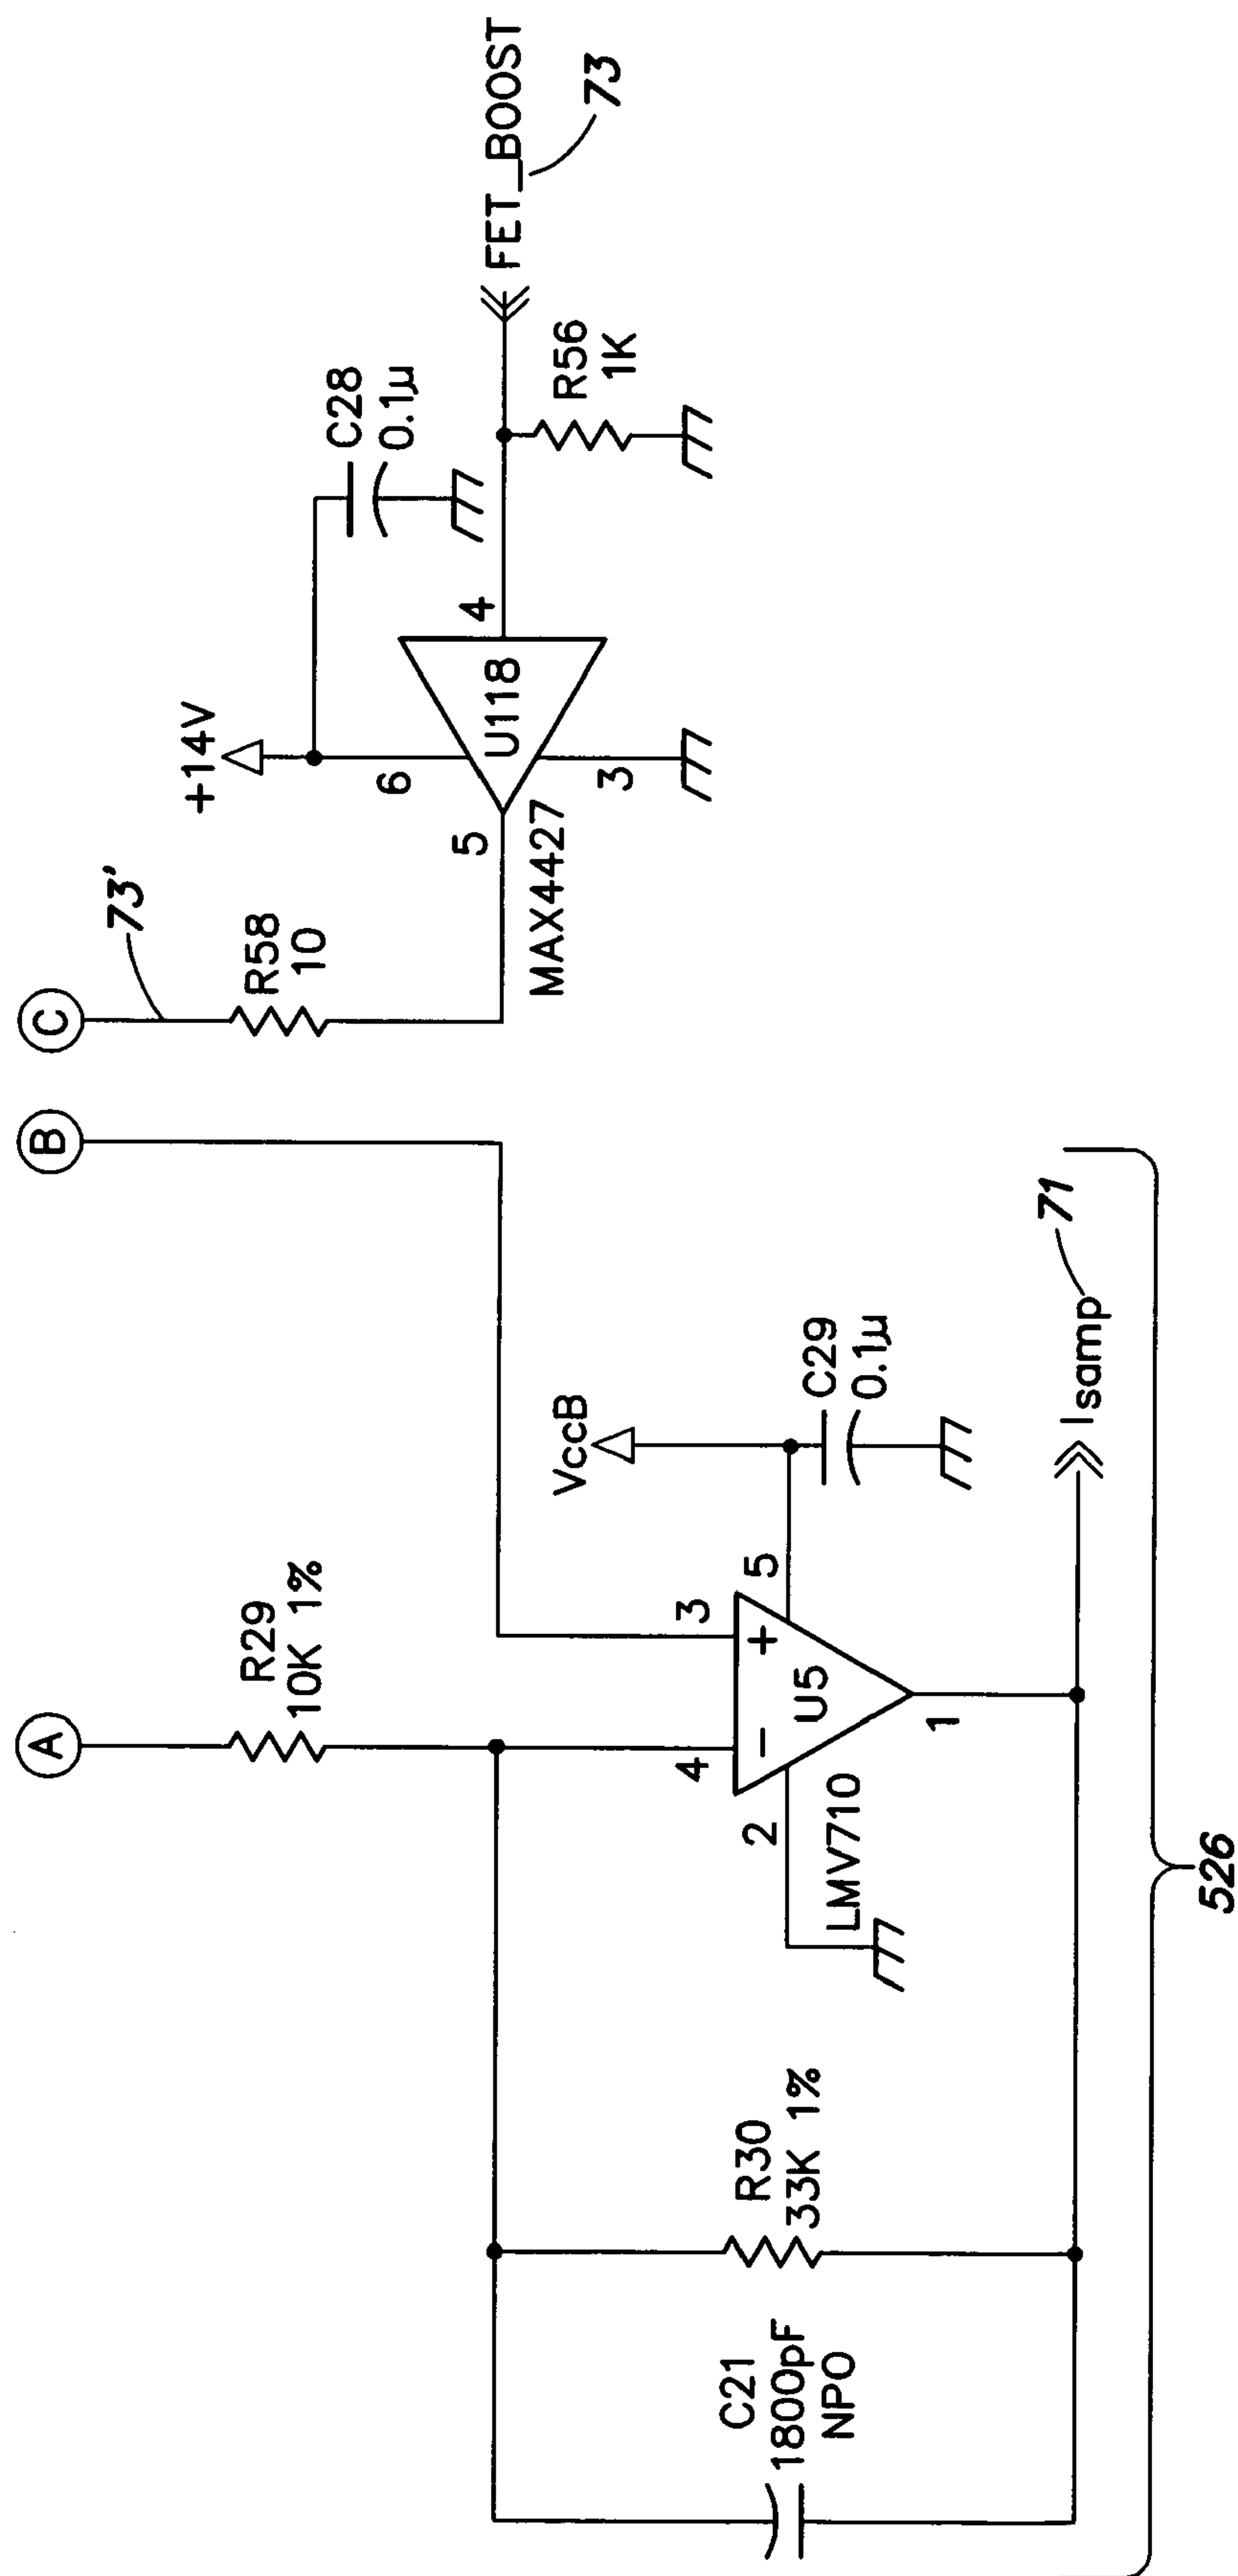 A
B
C
R29
10K 1%
73'
R58
10
+14V
6
5
U118
4
3
MAX4427
C28
0.1µ
FET_BOOST
73
R56
1K
C21
1800pF
NPO
R30
33K 1%
4
3
−
+
U5
2
5
1
LMV710
VccB
C29
0.1µ
Isamp
71
526